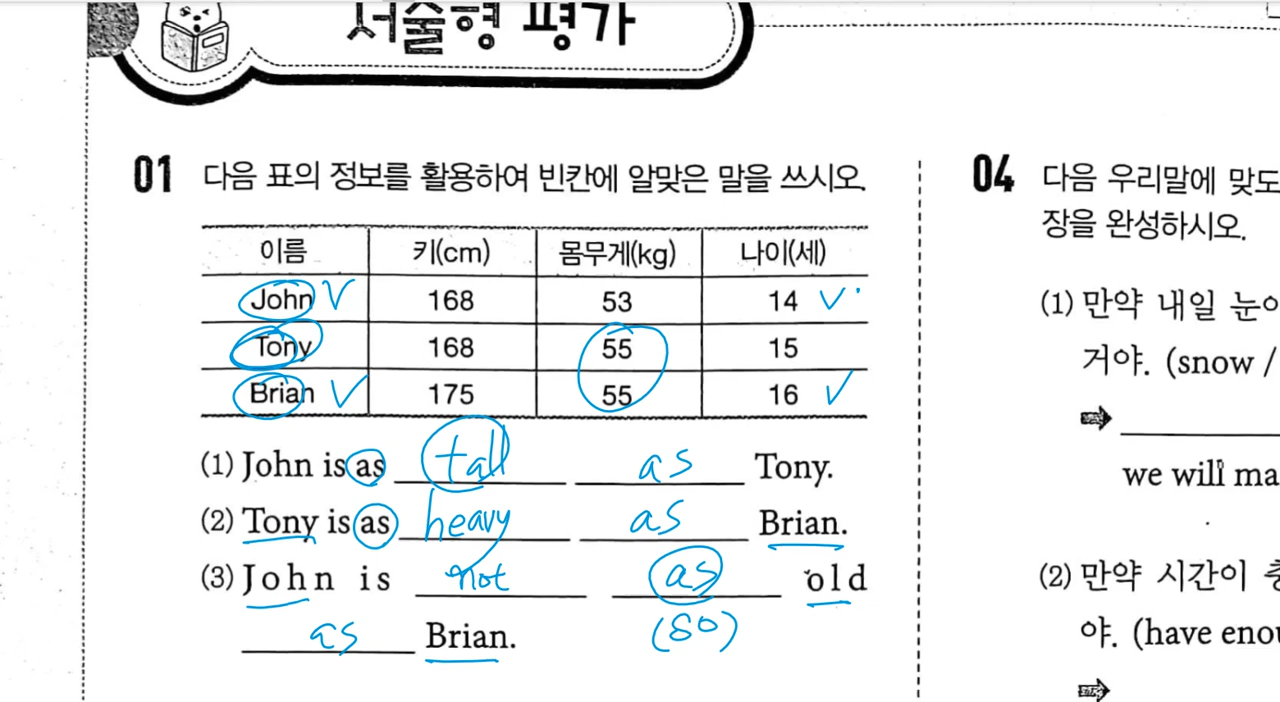 서술형 평가
01 다음 표의 정보를 활용하여 빈칸에 알맞은 말을 쓰시오.
이름 키(cm) 몸무게(kg) 나이(세)
John 168 53 14
Tony 168 55 15
Brian 175 55 16
(1) John is as tall as Tony.
(2) Tony is as heavy as Brian.
(3) John is not as old
(so)
as Brian.
04 다음 우리말에 맞도
장을 완성하시오.
(1) 만약 내일 눈이
거야. (snow /
we will ma
(2) 만약 시간이 충
야. (have enou